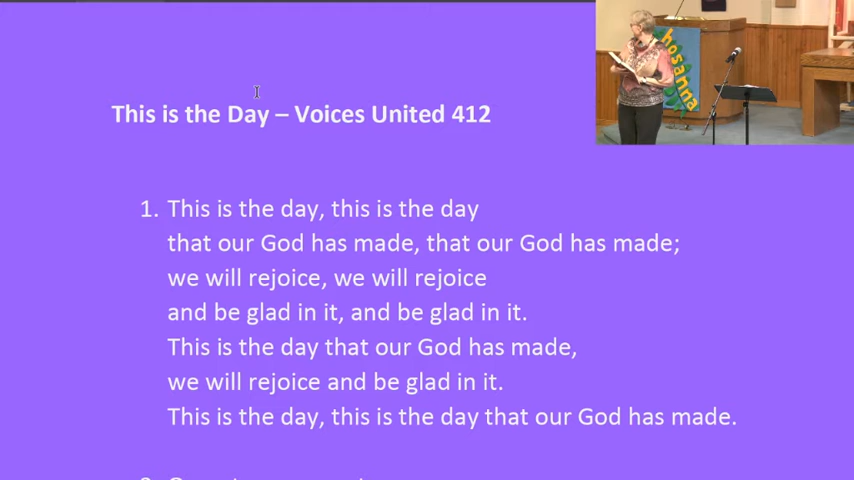 This is the Day – Voices United 412
hosanna
1. This is the day, this is the day
that our God has made, that our God has made;
we will rejoice, we will rejoice
and be glad in it, and be glad in it.
This is the day that our God has made,
we will rejoice and be glad in it.
This is the day, this is the day that our God has made.